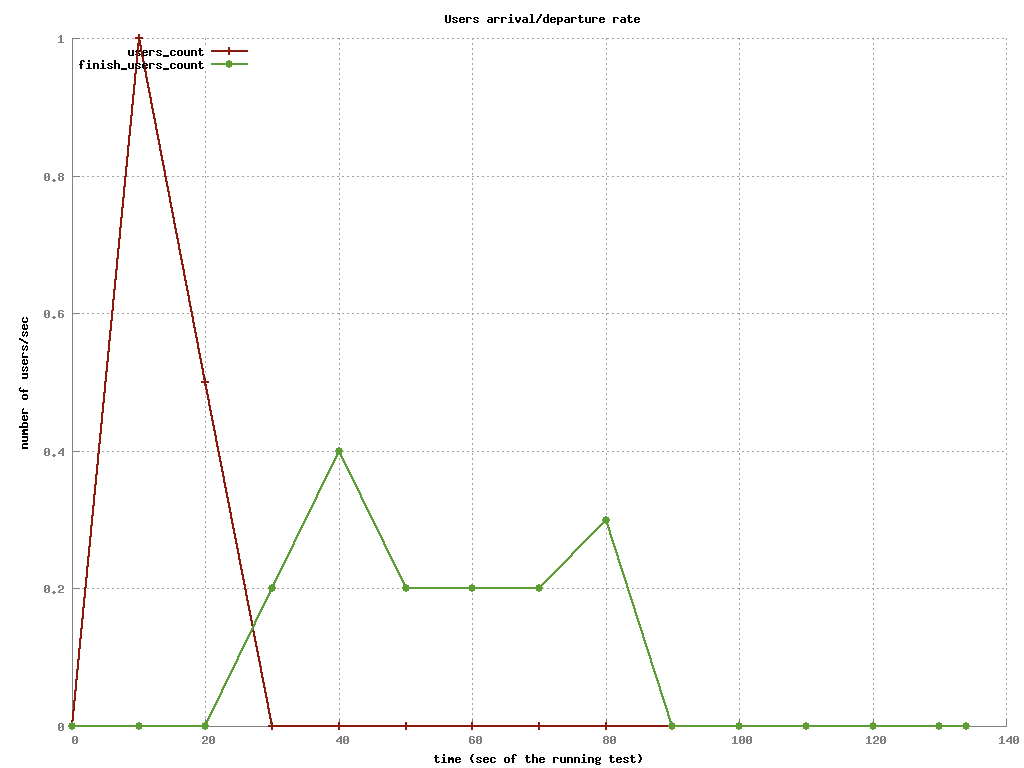 Users arrival/departure rate
users_count
finish_users_count
1
0.8
0.6
0.4
0.2
0
number of users/sec
0 20 40 60 80 100 120 140
time (sec of the running test)